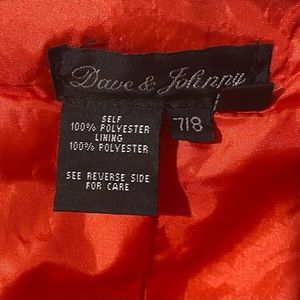 Dave & Johnny
7/8
SELF
100% POLYESTER
LINING
100% POLYESTER
SEE REVERSE SIDE
FOR CARE